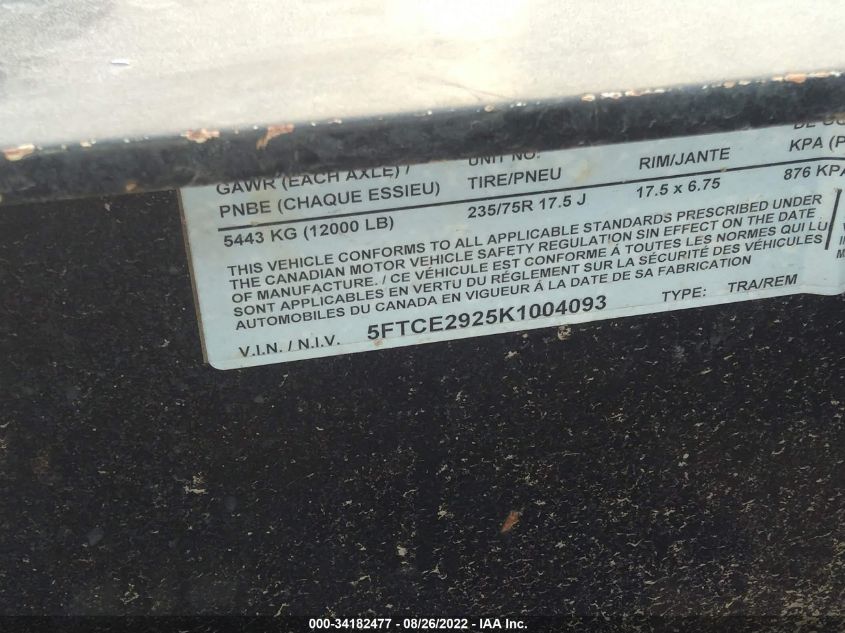 GAWR (EACH AXLE) / UNIT NO. RIM/JANTE KPA (P
PNBE (CHAQUE ESSIEU) TIRE/PNEU
5443 KG (12000 LB) 235/75R 17.5 J 17.5 x 6.75 876 KPA
THIS VEHICLE CONFORMS TO ALL APPLICABLE STANDARDS PRESCRIBED UNDER
THE CANADIAN MOTOR VEHICLE SAFETY REGULATION SIN EFFECT ON THE DATE
OF MANUFACTURE. / CE VÉHICULE EST CONFORME À TOUTES LES NORMES QUI LU
SONT APPLICABLES EN VERTU DU RÉGLEMENT SUR LA SÉCURITÉ DES VÉHICULES
AUTOMOBILES DU CANADA EN VIGUEUR À LA DATE DE SA FABRICATION
V.I.N. / N.I.V. 5FTCE2925K1004093 TYPE: TRA/REM
000-34182477 - 08/26/2022 - IAA Inc.